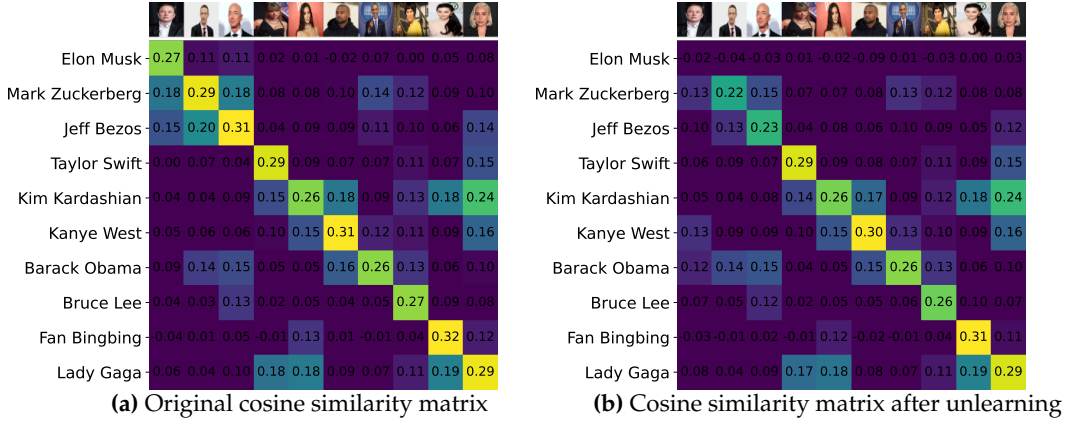 Elon Musk 0.27 0.11 0.11 0.02 0.01 -0.02 0.07 0.00 0.05 0.08
Mark Zuckerberg 0.18 0.29 0.18 0.08 0.08 0.10 0.14 0.12 0.09 0.10
Jeff Bezos 0.15 0.20 0.31 0.04 0.09 0.09 0.11 0.10 0.06 0.14
Taylor Swift 0.00 0.07 0.04 0.29 0.09 0.07 0.07 0.11 0.07 0.15
Kim Kardashian 0.04 0.04 0.09 0.15 0.26 0.18 0.09 0.13 0.18 0.24
Kanye West 0.05 0.06 0.06 0.10 0.15 0.31 0.12 0.11 0.09 0.16
Barack Obama 0.09 0.14 0.15 0.05 0.05 0.16 0.26 0.13 0.06 0.10
Bruce Lee 0.04 0.03 0.13 0.02 0.05 0.04 0.05 0.27 0.09 0.08
Fan Bingbing -0.04 0.01 0.05 -0.01 0.13 0.01 -0.01 0.04 0.32 0.12
Lady Gaga 0.06 0.04 0.10 0.18 0.18 0.09 0.07 0.11 0.19 0.29
(a) Original cosine similarity matrix
Elon Musk -0.02 -0.04 -0.03 0.01 -0.02 -0.09 0.01 -0.03 0.00 0.03
Mark Zuckerberg 0.13 0.22 0.15 0.07 0.07 0.08 0.13 0.12 0.08 0.08
Jeff Bezos 0.10 0.13 0.23 0.04 0.08 0.06 0.10 0.09 0.05 0.12
Taylor Swift 0.06 0.09 0.07 0.29 0.09 0.08 0.07 0.11 0.09 0.15
Kim Kardashian 0.05 0.04 0.08 0.14 0.26 0.17 0.09 0.12 0.18 0.24
Kanye West 0.13 0.09 0.09 0.10 0.15 0.30 0.13 0.10 0.09 0.16
Barack Obama 0.12 0.14 0.15 0.04 0.05 0.15 0.26 0.13 0.06 0.10
Bruce Lee 0.07 0.05 0.12 0.02 0.05 0.05 0.06 0.26 0.10 0.07
Fan Bingbing -0.03 -0.01 0.02 -0.01 0.12 -0.02 -0.01 0.04 0.31 0.11
Lady Gaga 0.08 0.04 0.09 0.17 0.18 0.08 0.07 0.11 0.19 0.29
(b) Cosine similarity matrix after unlearning